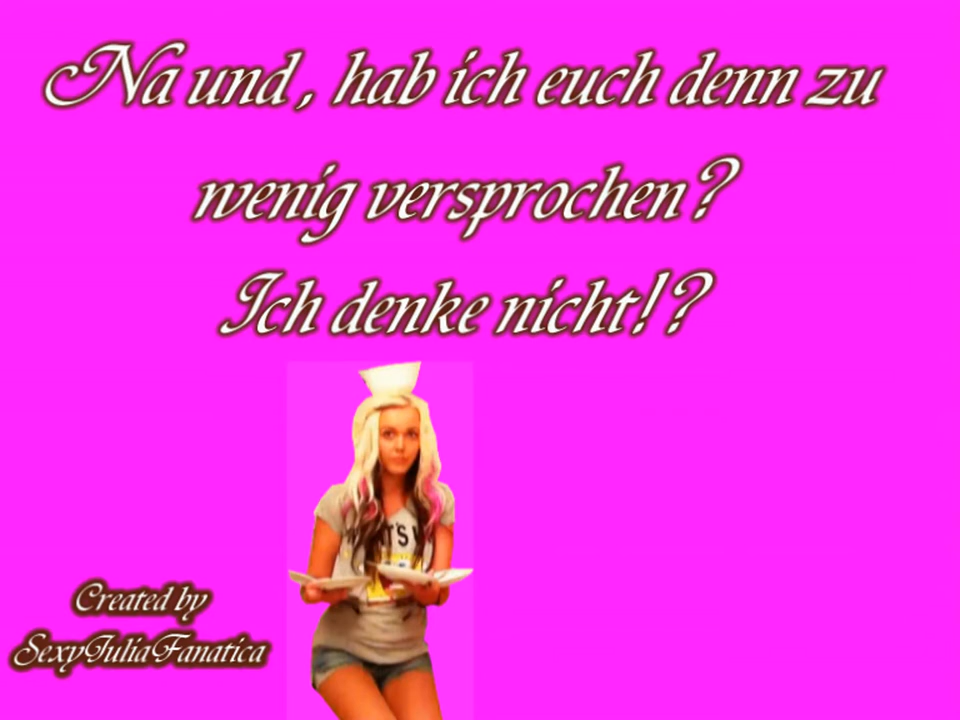 Na und , hab ich euch denn zu
wenig versprochen?
Ich denke nicht!?
Created by
SexyJuliaFanatica